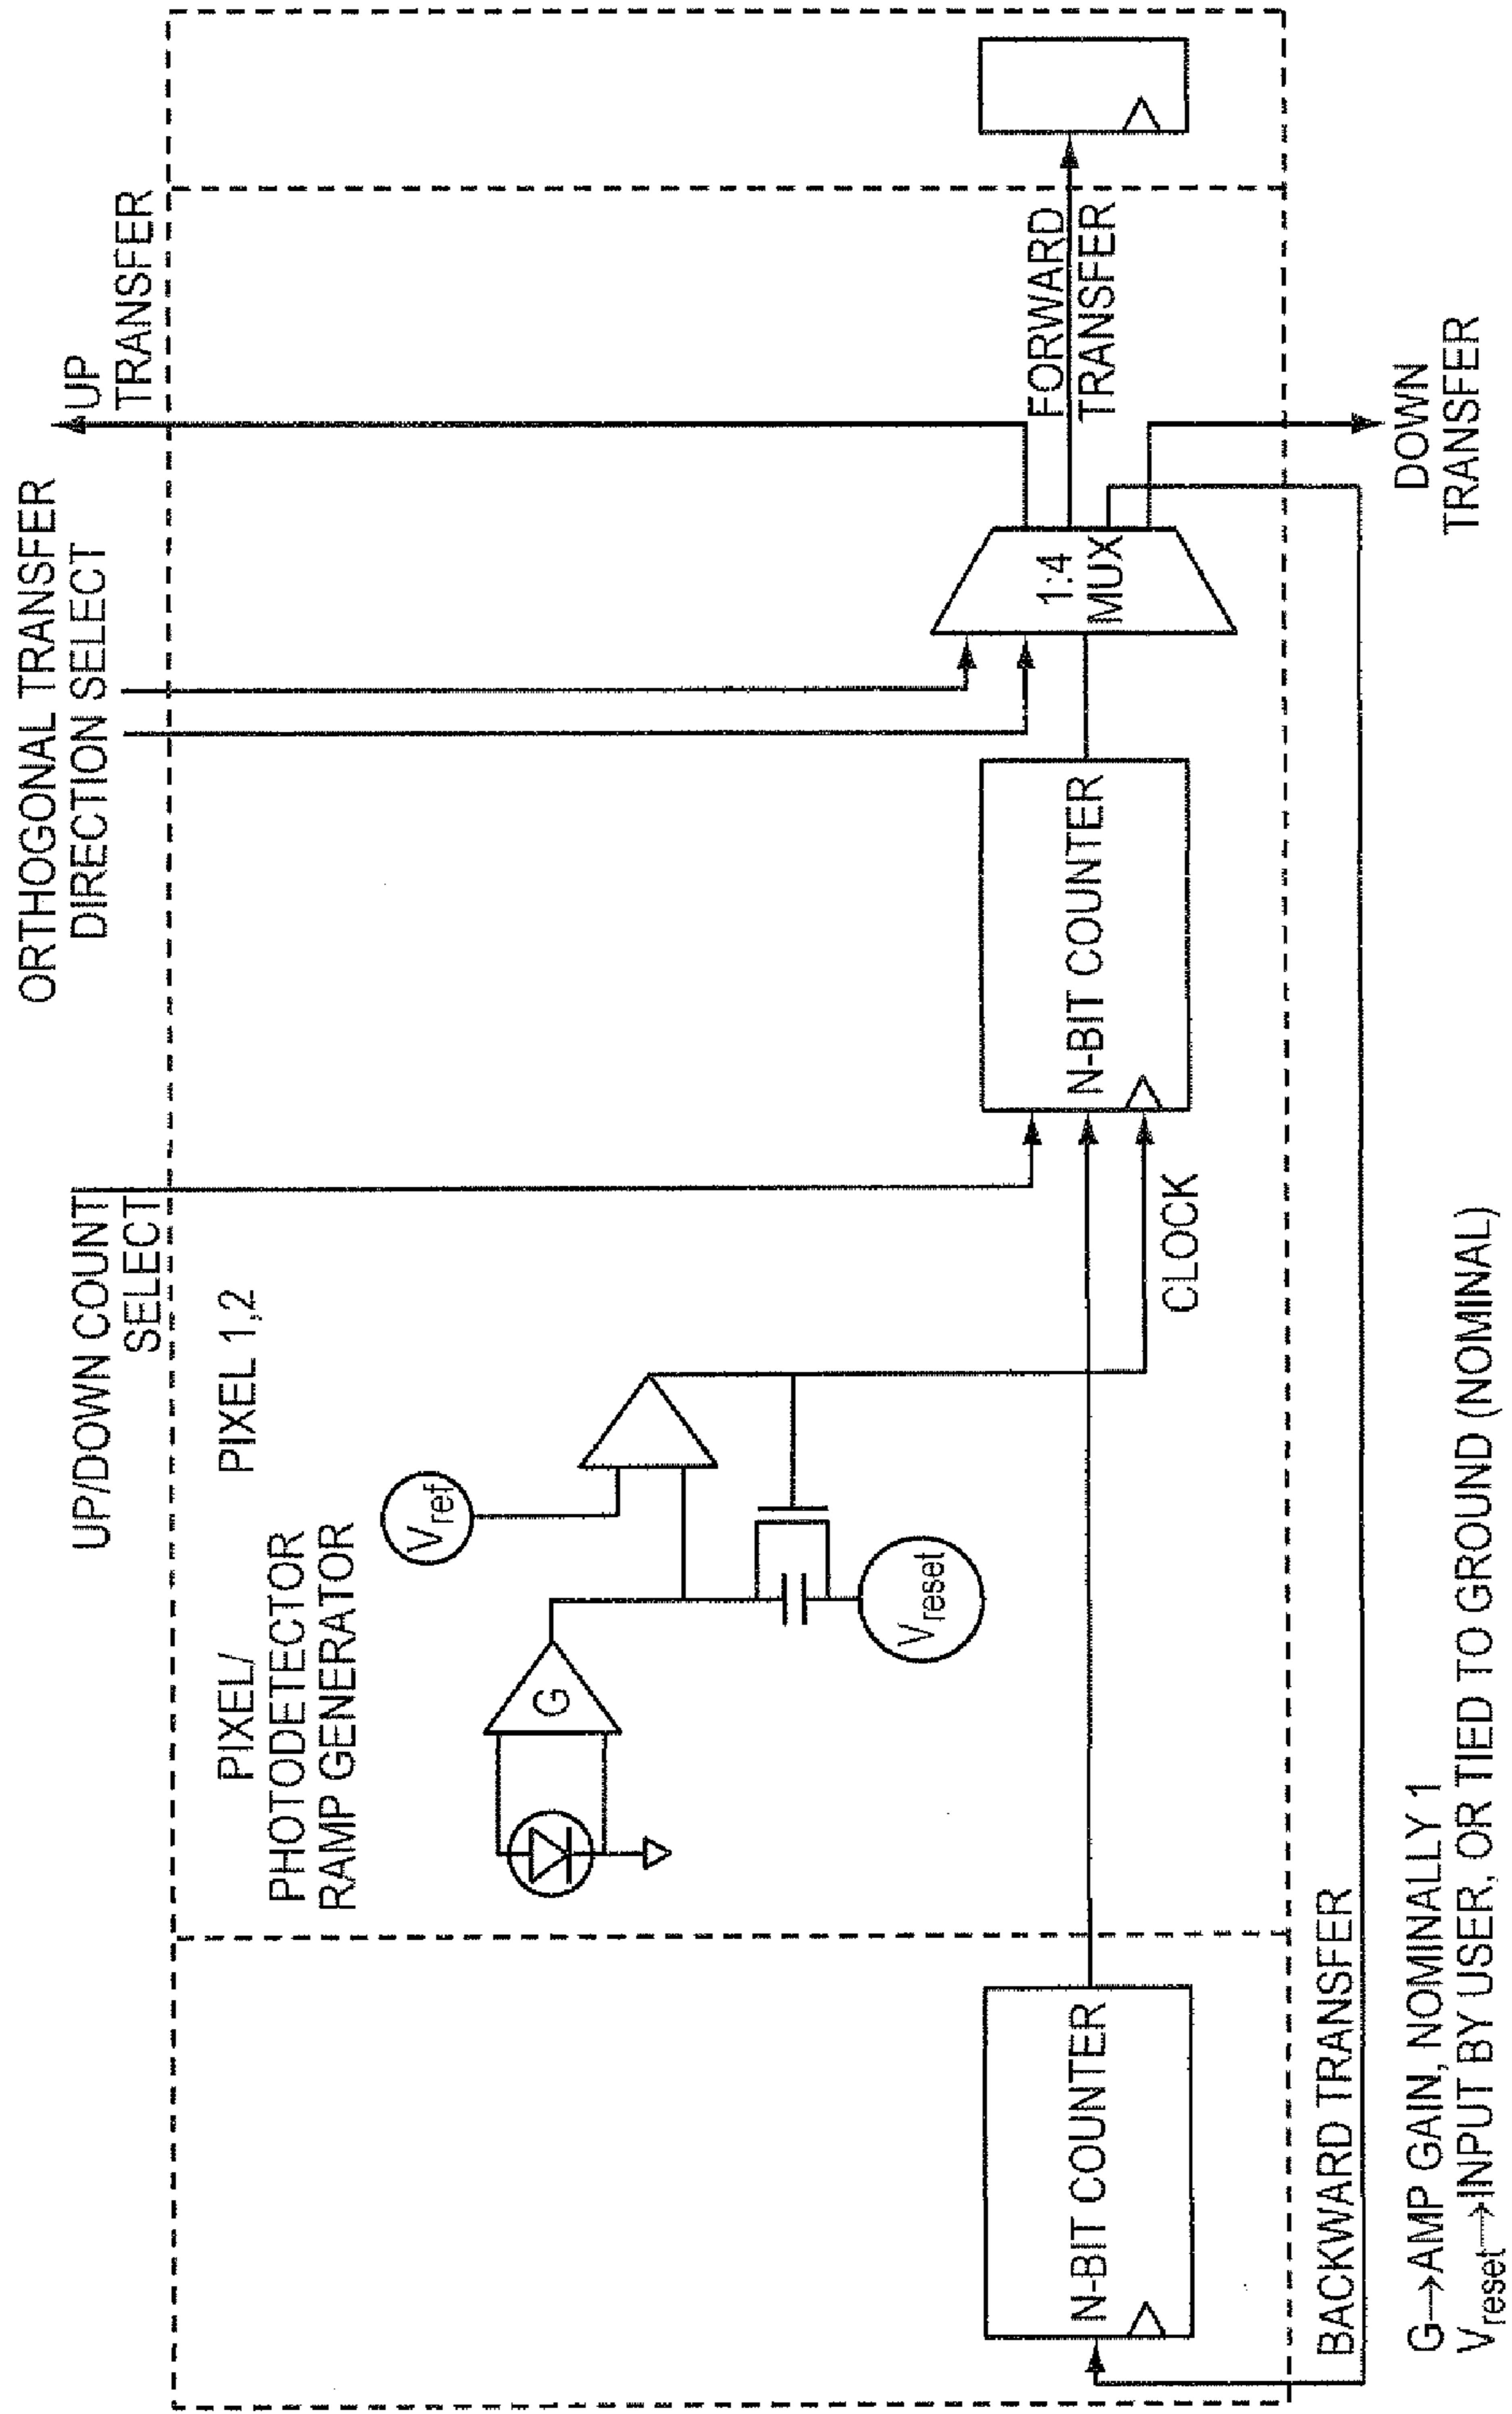 ORTHOGONAL TRANSFER
DIRECTION SELECT
UP
TRANSFER
UP/DOWN COUNT
SELECT
PIXEL 1,2
PIXEL/
PHOTODETECTOR
RAMP GENERATOR
Vref
G
Vreset
CLOCK
N-BIT COUNTER
N-BIT COUNTER
1:4
MUX
FORWARD
TRANSFER
DOWN
TRANSFER
BACKWARD TRANSFER
G→AMP GAIN, NOMINALLY 1
Vreset→INPUT BY USER, OR TIED TO GROUND (NOMINAL)